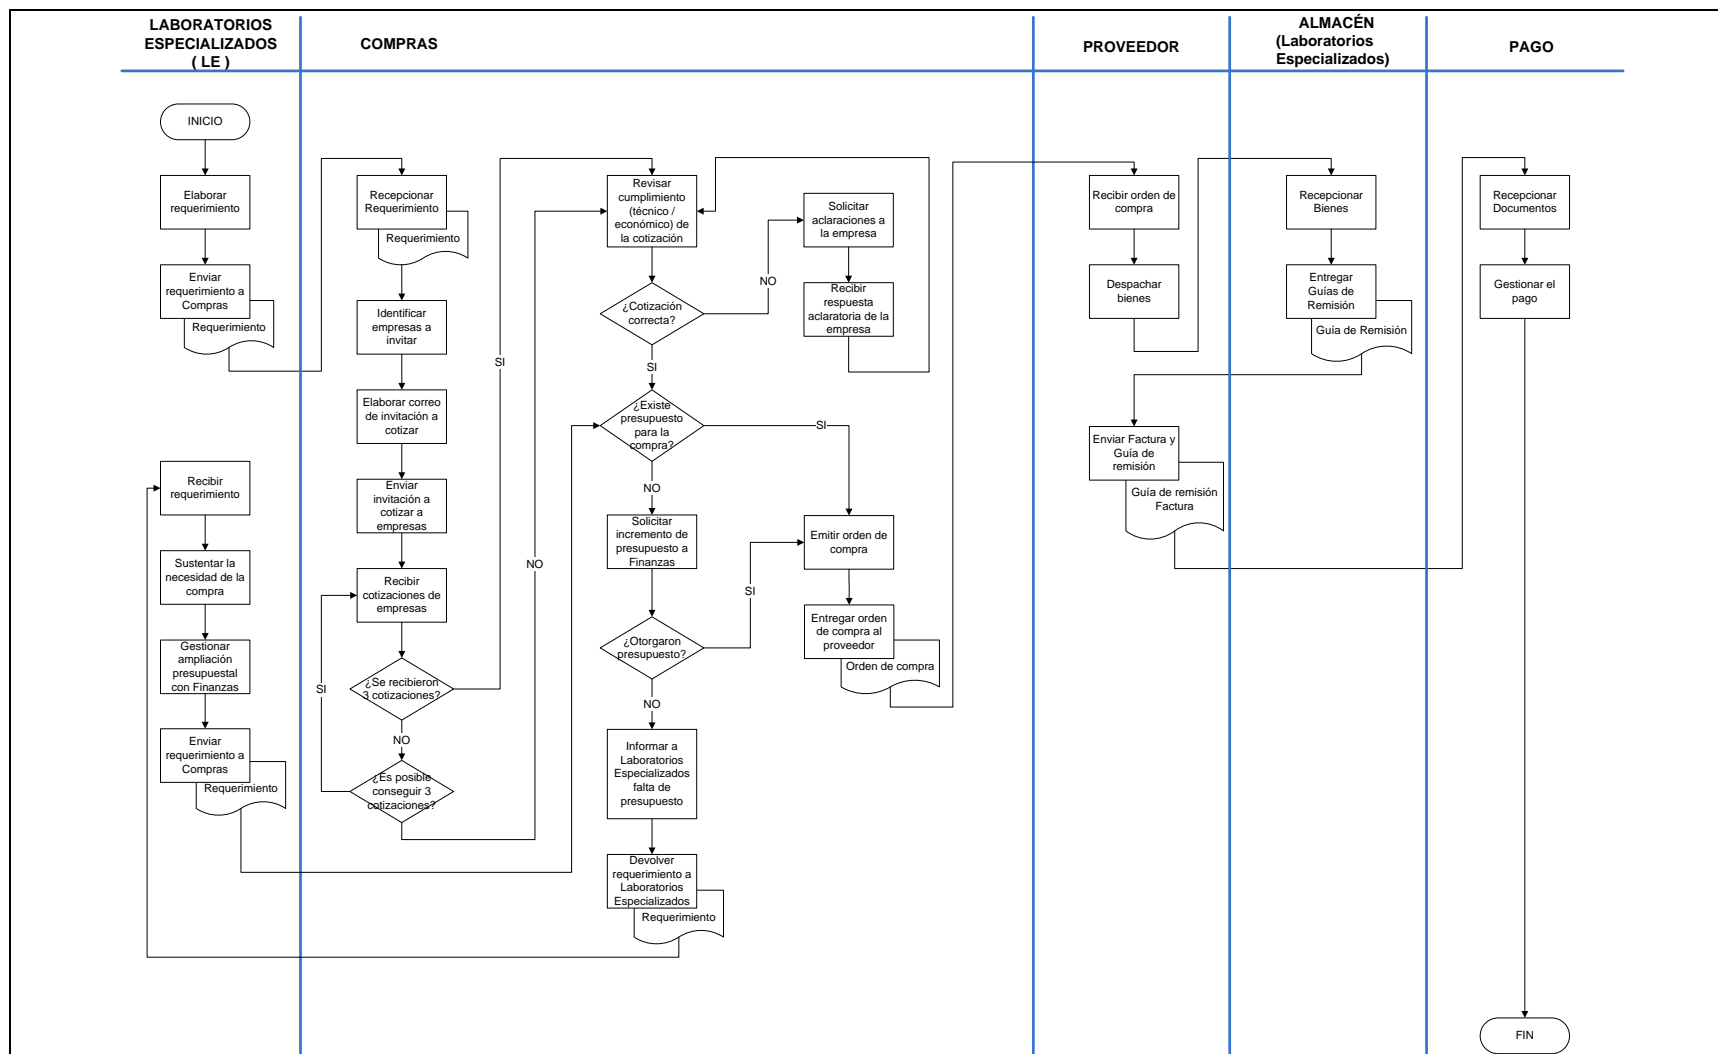 LABORATORIOS
ESPECIALIZADOS
( LE )
COMPRAS
PROVEEDOR
ALMACÉN
(Laboratorios
Especializados)
PAGO
INICIO
Elaborar
requerimiento
Enviar
requerimiento a
Compras
Requerimiento
Recibir
requerimiento
Sustentar la
necesidad de la
compra
Gestionar
ampliación
presupuestal
con Finanzas
Enviar
requerimiento a
Compras
Requerimiento
Recepcionar
Requerimiento
Requerimiento
Identificar
empresas a
invitar
Elaborar correo
de invitación a
cotizar
Enviar
invitación a
cotizar a
empresas
Recibir
cotizaciones de
empresas
¿Se recibieron
3 cotizaciones?
SI
NO
¿Es posible
conseguir 3
cotizaciones?
SI
NO
Revisar
cumplimiento
(técnico /
económico) de
la cotización
¿Cotización
correcta?
NO
SI
Solicitar
aclaraciones a
la empresa
Recibir
respuesta
aclaratoria de la
empresa
¿Existe
presupuesto
para la
compra?
SI
NO
Solicitar
incremento de
presupuesto a
Finanzas
¿Otorgaron
presupuesto?
SI
NO
Emitir orden de
compra
Entregar orden
de compra al
proveedor
Orden de compra
Informar a
Laboratorios
Especializados
falta de
presupuesto
Devolver
requerimiento a
Laboratorios
Especializados
Requerimiento
Recibir orden de
compra
Despachar
bienes
Enviar Factura y
Guía de
remisión
Guía de remisión
Factura
Recepcionar
Bienes
Entregar
Guías de
Remisión
Guía de Remisión
Recepcionar
Documentos
Gestionar el
pago
FIN